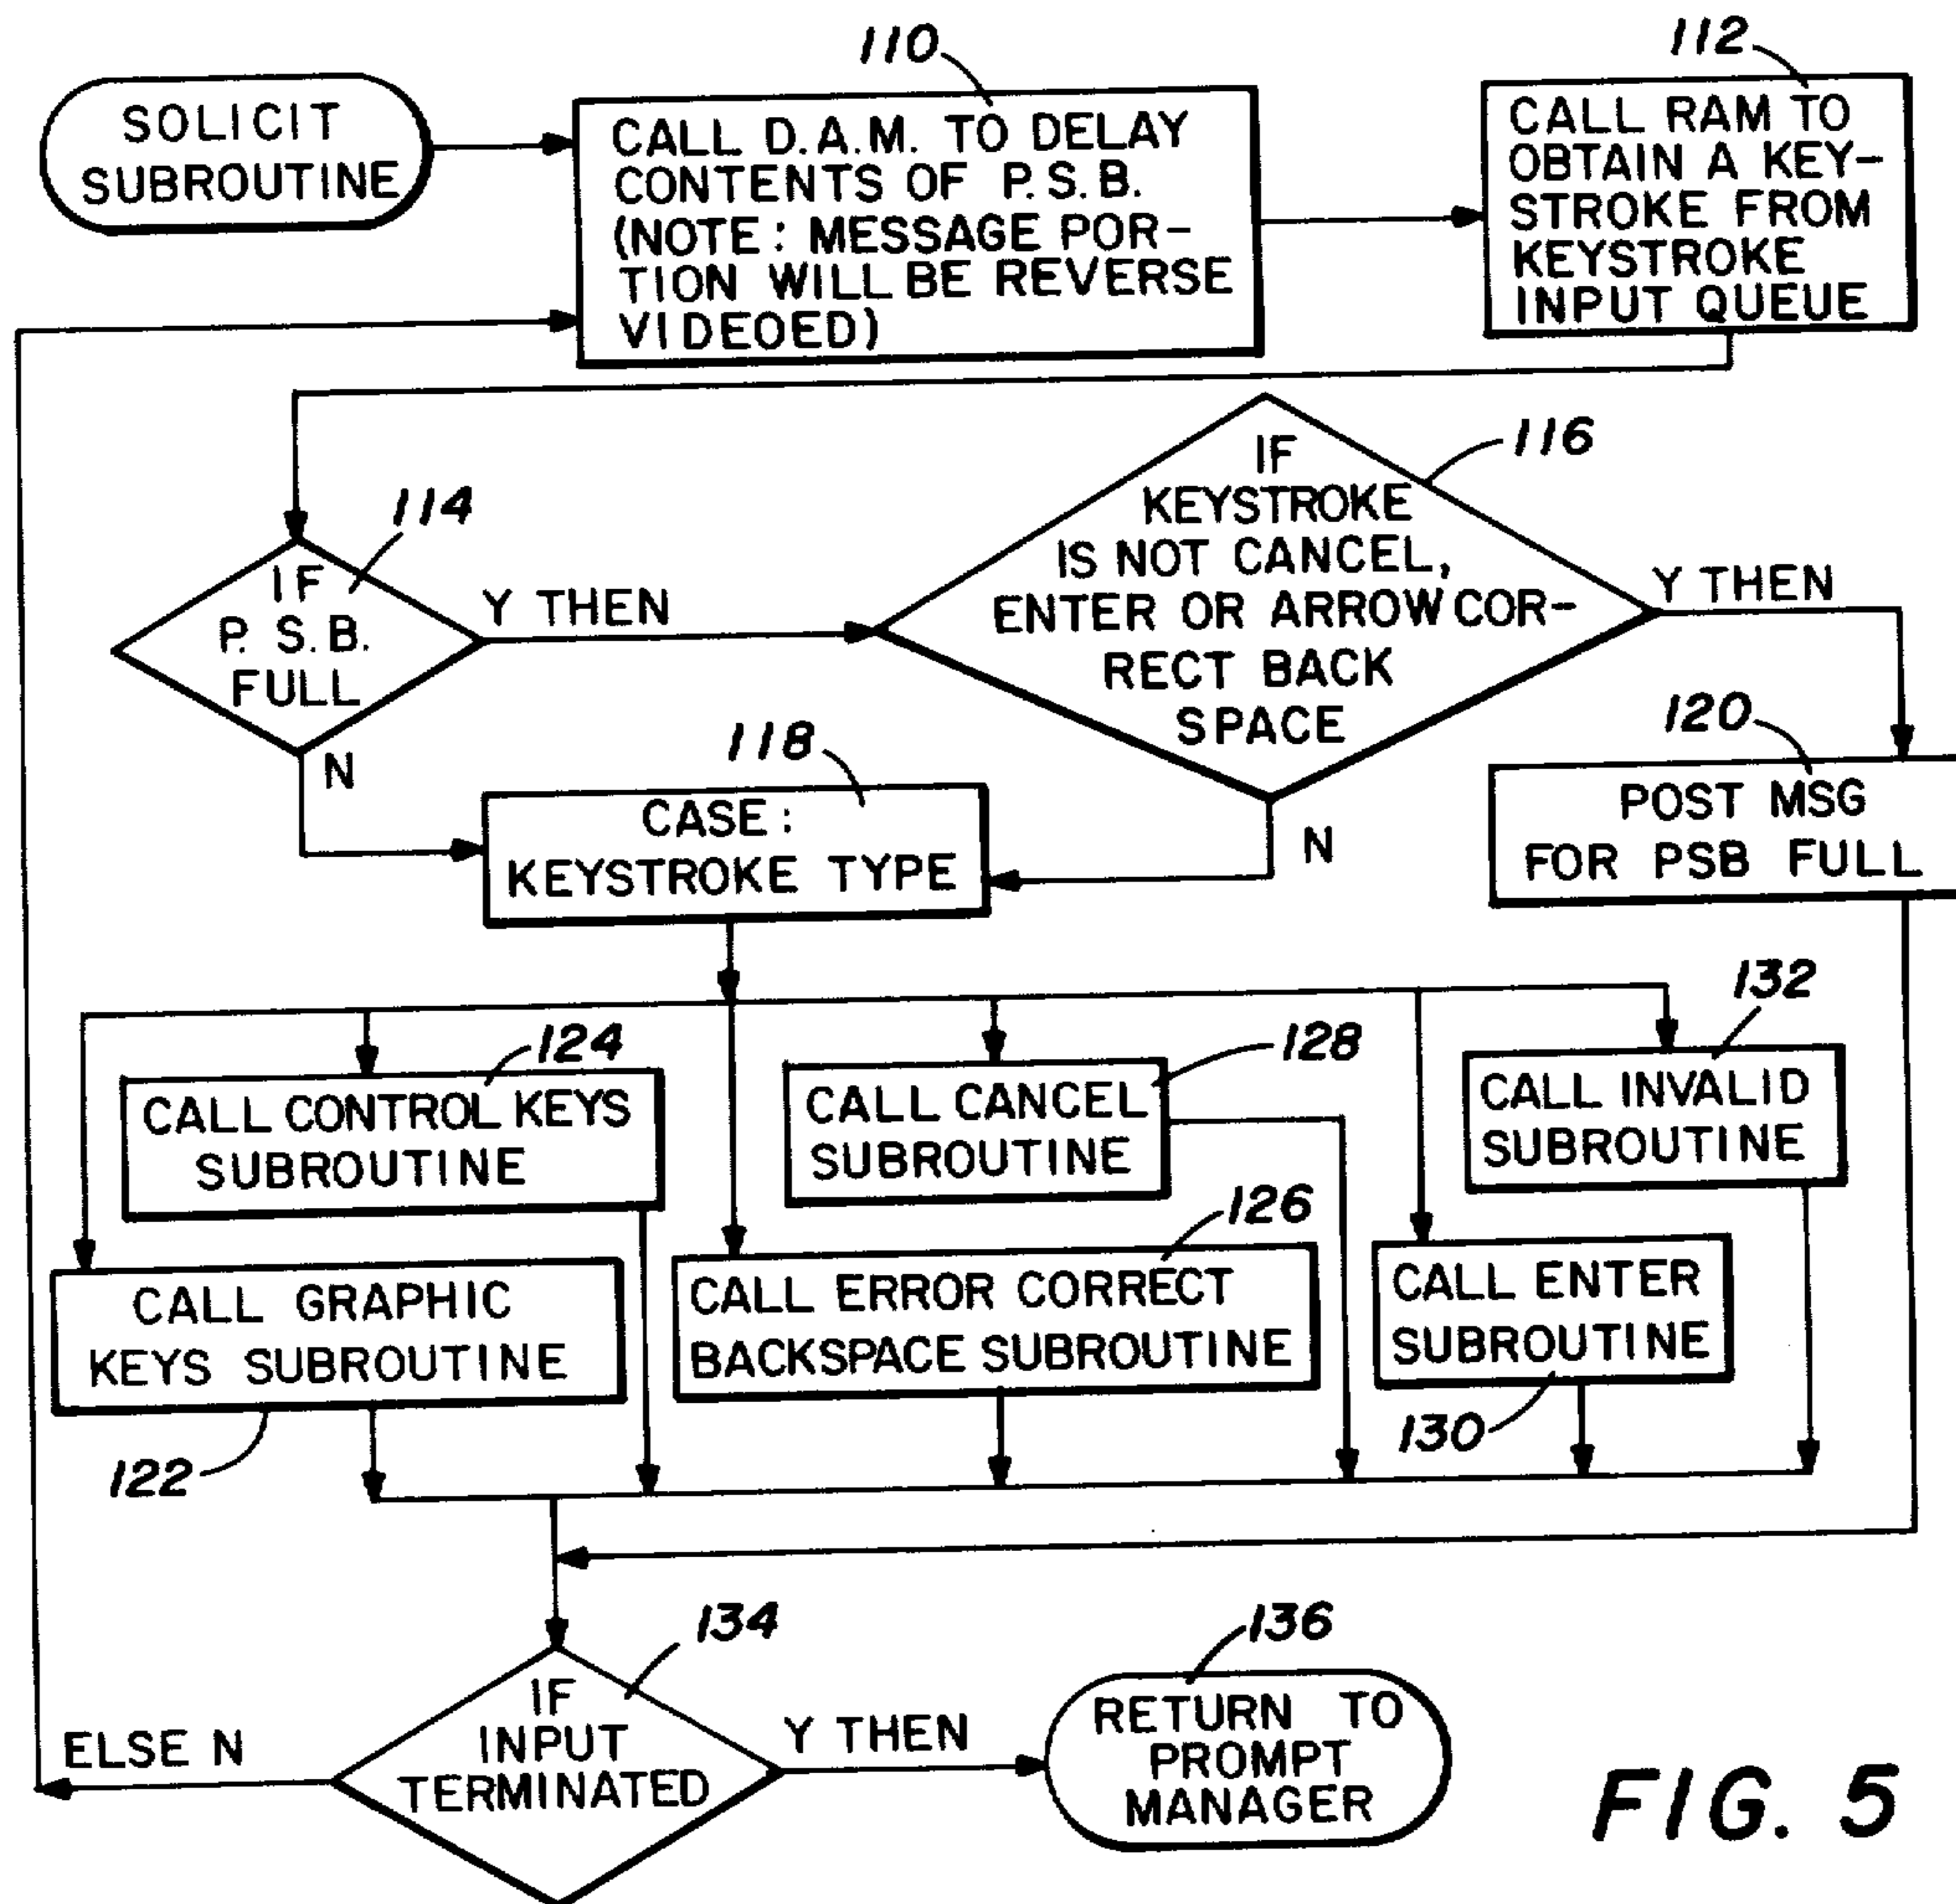 110
112
SOLICIT
SUBROUTINE
CALL D.A.M. TO DELAY
CONTENTS OF P.S.B.
(NOTE: MESSAGE POR-
TION WILL BE REVERSE
VIDEOED)
CALL RAM TO
OBTAIN A KEY-
STROKE FROM
KEYSTROKE
INPUT QUEUE
114
116
IF
P. S.B.
FULL
Y THEN
N
IF
KEYSTROKE
IS NOT CANCEL,
ENTER OR ARROW COR-
RECT BACK
SPACE
Y THEN
N
118
CASE:
KEYSTROKE TYPE
120
POST MSG
FOR PSB FULL
124
CALL CONTROL KEYS
SUBROUTINE
128
CALL CANCEL
SUBROUTINE
132
CALL INVALID
SUBROUTINE
CALL GRAPHIC
KEYS SUBROUTINE
122
126
CALL ERROR CORRECT
BACKSPACE SUBROUTINE
CALL ENTER
SUBROUTINE
130
134
IF
INPUT
TERMINATED
ELSE N
Y THEN
136
RETURN TO
PROMPT
MANAGER
FIG. 5